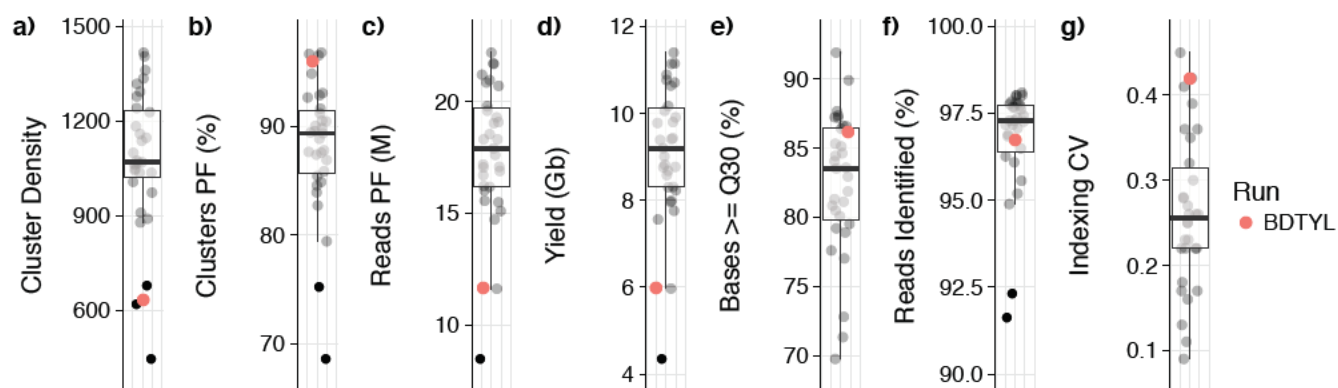 a)
Cluster Density
1500
1200
900
600
b)
Clusters PF (%)
90
80
70
c)
Reads PF (M)
20
15
10
d)
Yield (Gb)
12
10
8
6
4
e)
Bases >= Q30 (%)
90
85
80
75
70
f)
Reads Identified (%)
100.0
97.5
95.0
92.5
90.0
g)
Indexing CV
0.4
0.3
0.2
0.1
Run
BDTYL